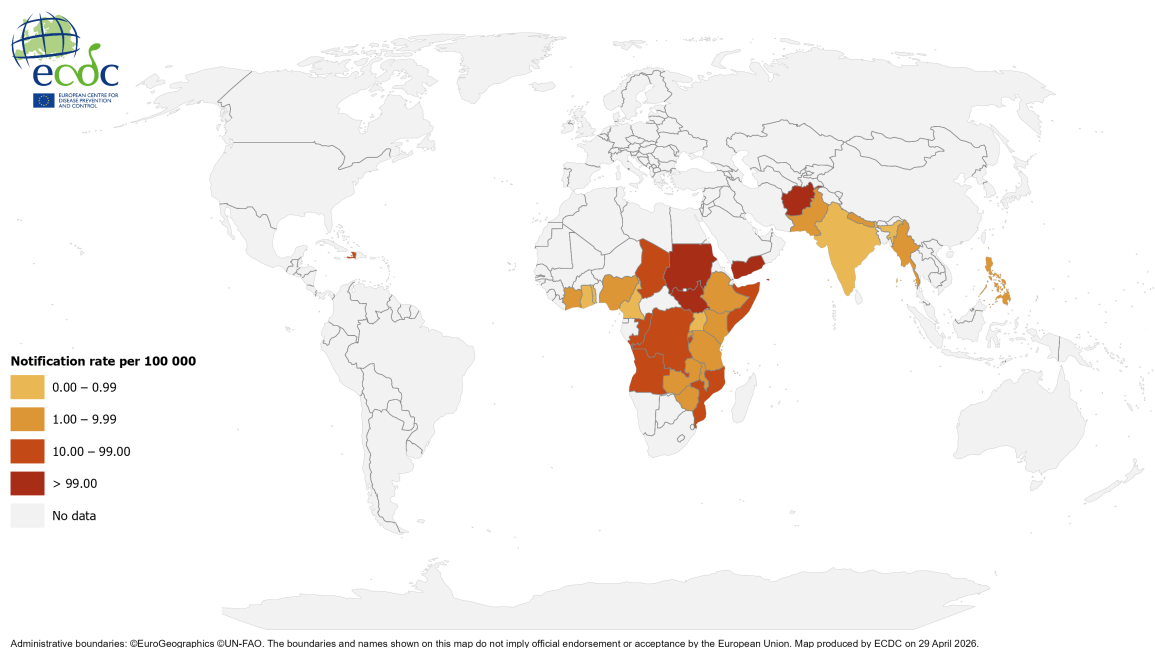 ecdc
EUROPEAN CENTRE FOR
DISEASE PREVENTION
AND CONTROL
Notification rate per 100 000
0.00 – 0.99
1.00 – 9.99
10.00 – 99.00
> 99.00
No data
Administrative boundaries: ©EuroGeographics ©UN-FAO. The boundaries and names shown on this map do not imply official endorsement or acceptance by the European Union. Map produced by ECDC on 29 April 2026.